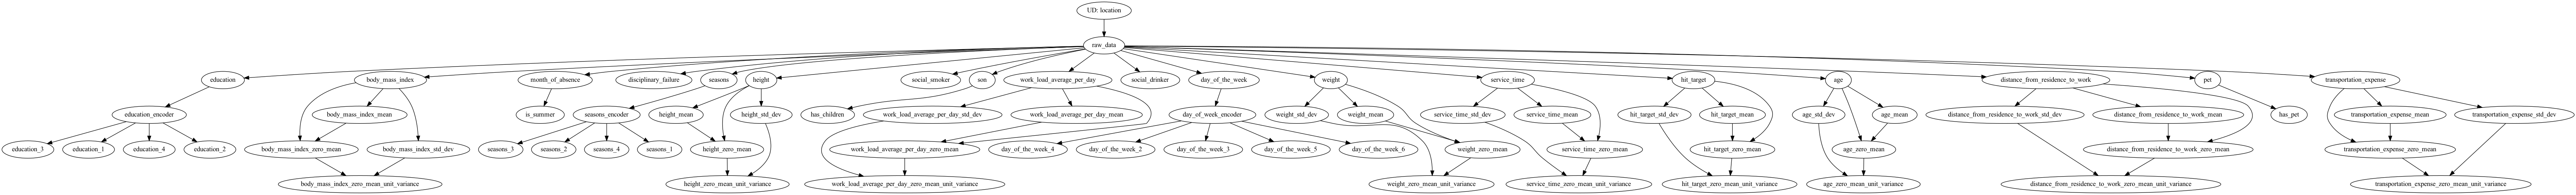 UD: location
raw_data
education
body_mass_index
month_of_absence
disciplinary_failure
seasons
height
social_smoker
son
work_load_average_per_day
social_drinker
day_of_the_week
weight
service_time
hit_target
age
distance_from_residence_to_work
pet
transportation_expense
education_encoder
body_mass_index_mean
is_summer
seasons_encoder
height_mean
height_std_dev
has_children
work_load_average_per_day_std_dev
work_load_average_per_day_mean
day_of_week_encoder
weight_std_dev
weight_mean
service_time_std_dev
service_time_mean
hit_target_std_dev
hit_target_mean
age_std_dev
age_mean
distance_from_residence_to_work_std_dev
distance_from_residence_to_work_mean
has_pet
transportation_expense_mean
transportation_expense_std_dev
education_3
education_1
education_4
education_2
body_mass_index_zero_mean
body_mass_index_std_dev
seasons_3
seasons_2
seasons_4
seasons_1
height_zero_mean
work_load_average_per_day_zero_mean
day_of_the_week_4
day_of_the_week_2
day_of_the_week_3
day_of_the_week_5
day_of_the_week_6
weight_zero_mean
service_time_zero_mean
hit_target_zero_mean
age_zero_mean
distance_from_residence_to_work_zero_mean
transportation_expense_zero_mean
body_mass_index_zero_mean_unit_variance
height_zero_mean_unit_variance
work_load_average_per_day_zero_mean_unit_variance
weight_zero_mean_unit_variance
service_time_zero_mean_unit_variance
hit_target_zero_mean_unit_variance
age_zero_mean_unit_variance
distance_from_residence_to_work_zero_mean_unit_variance
transportation_expense_zero_mean_unit_variance